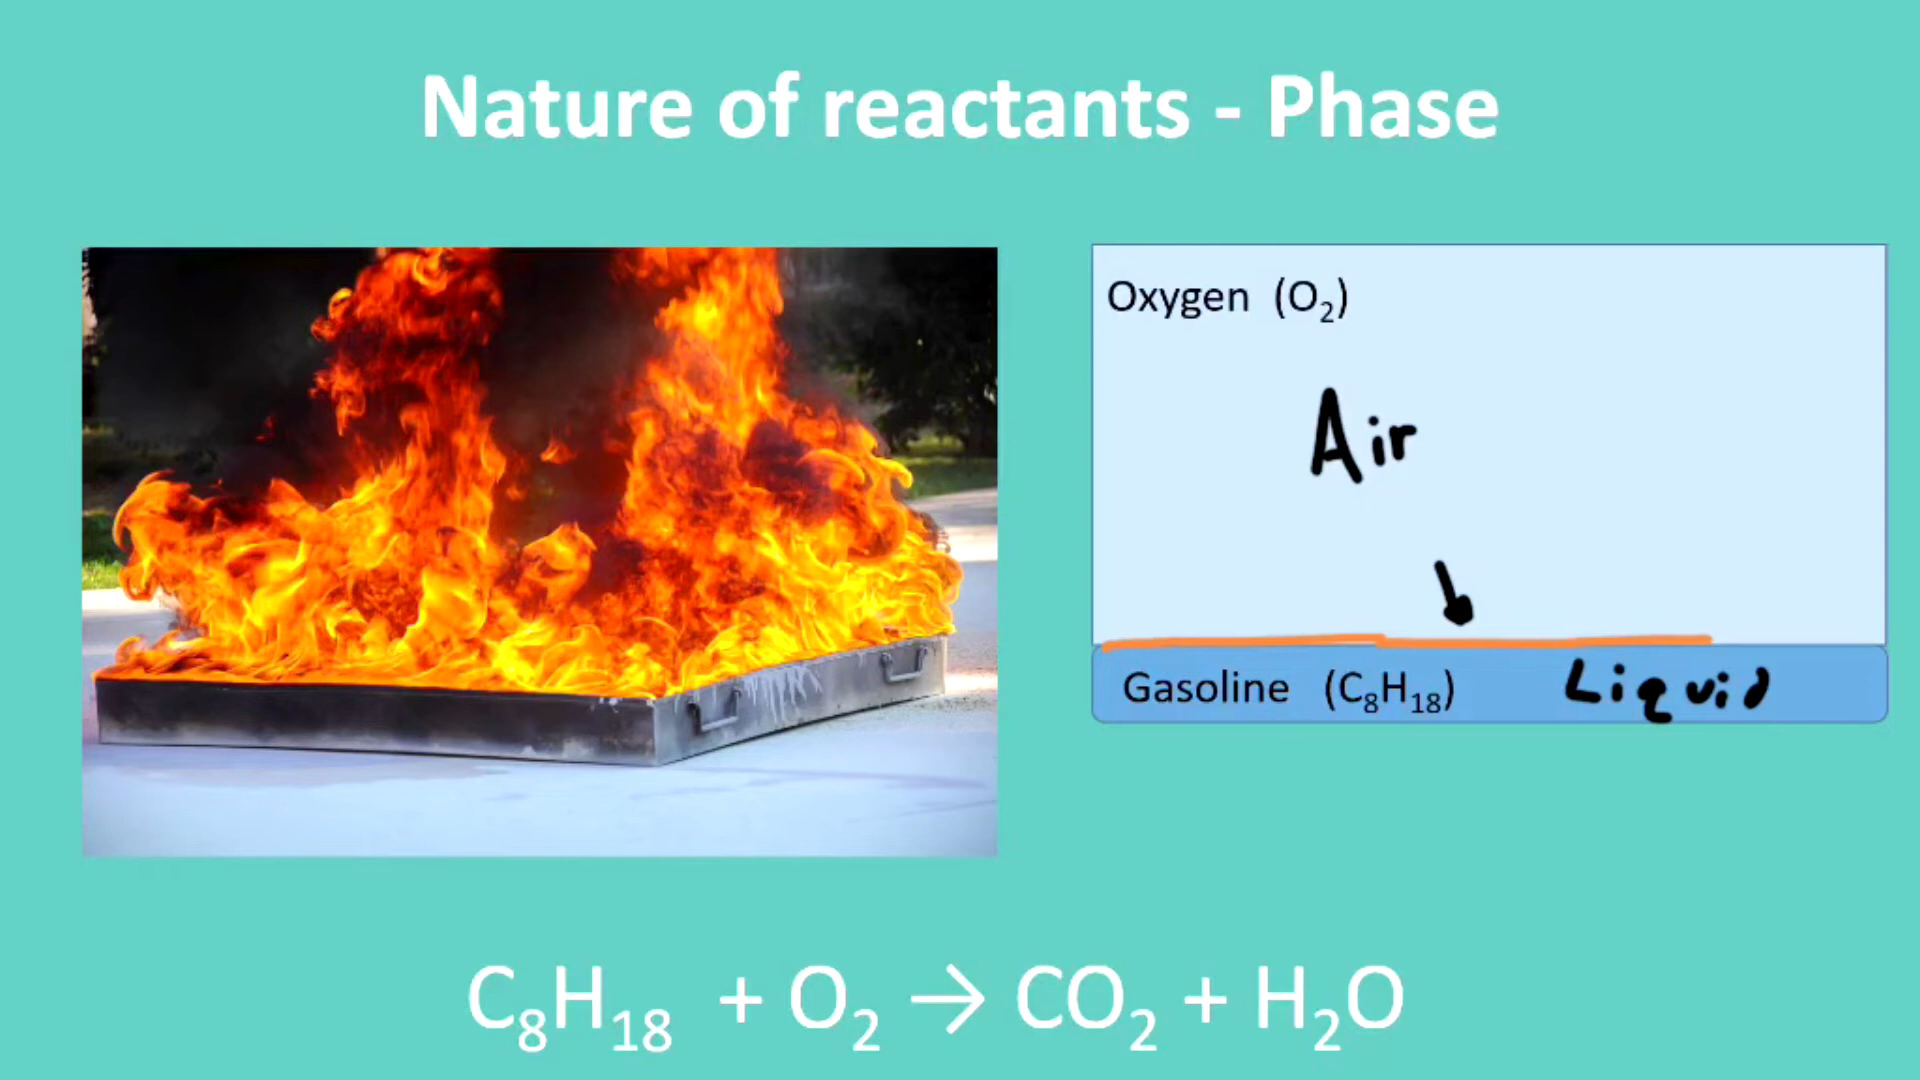 Nature of reactants - Phase
Oxygen (O₂)
Air
Gasoline (C₈H₁₈) Liquid
C₈H₁₈ + O₂ → CO₂ + H₂O